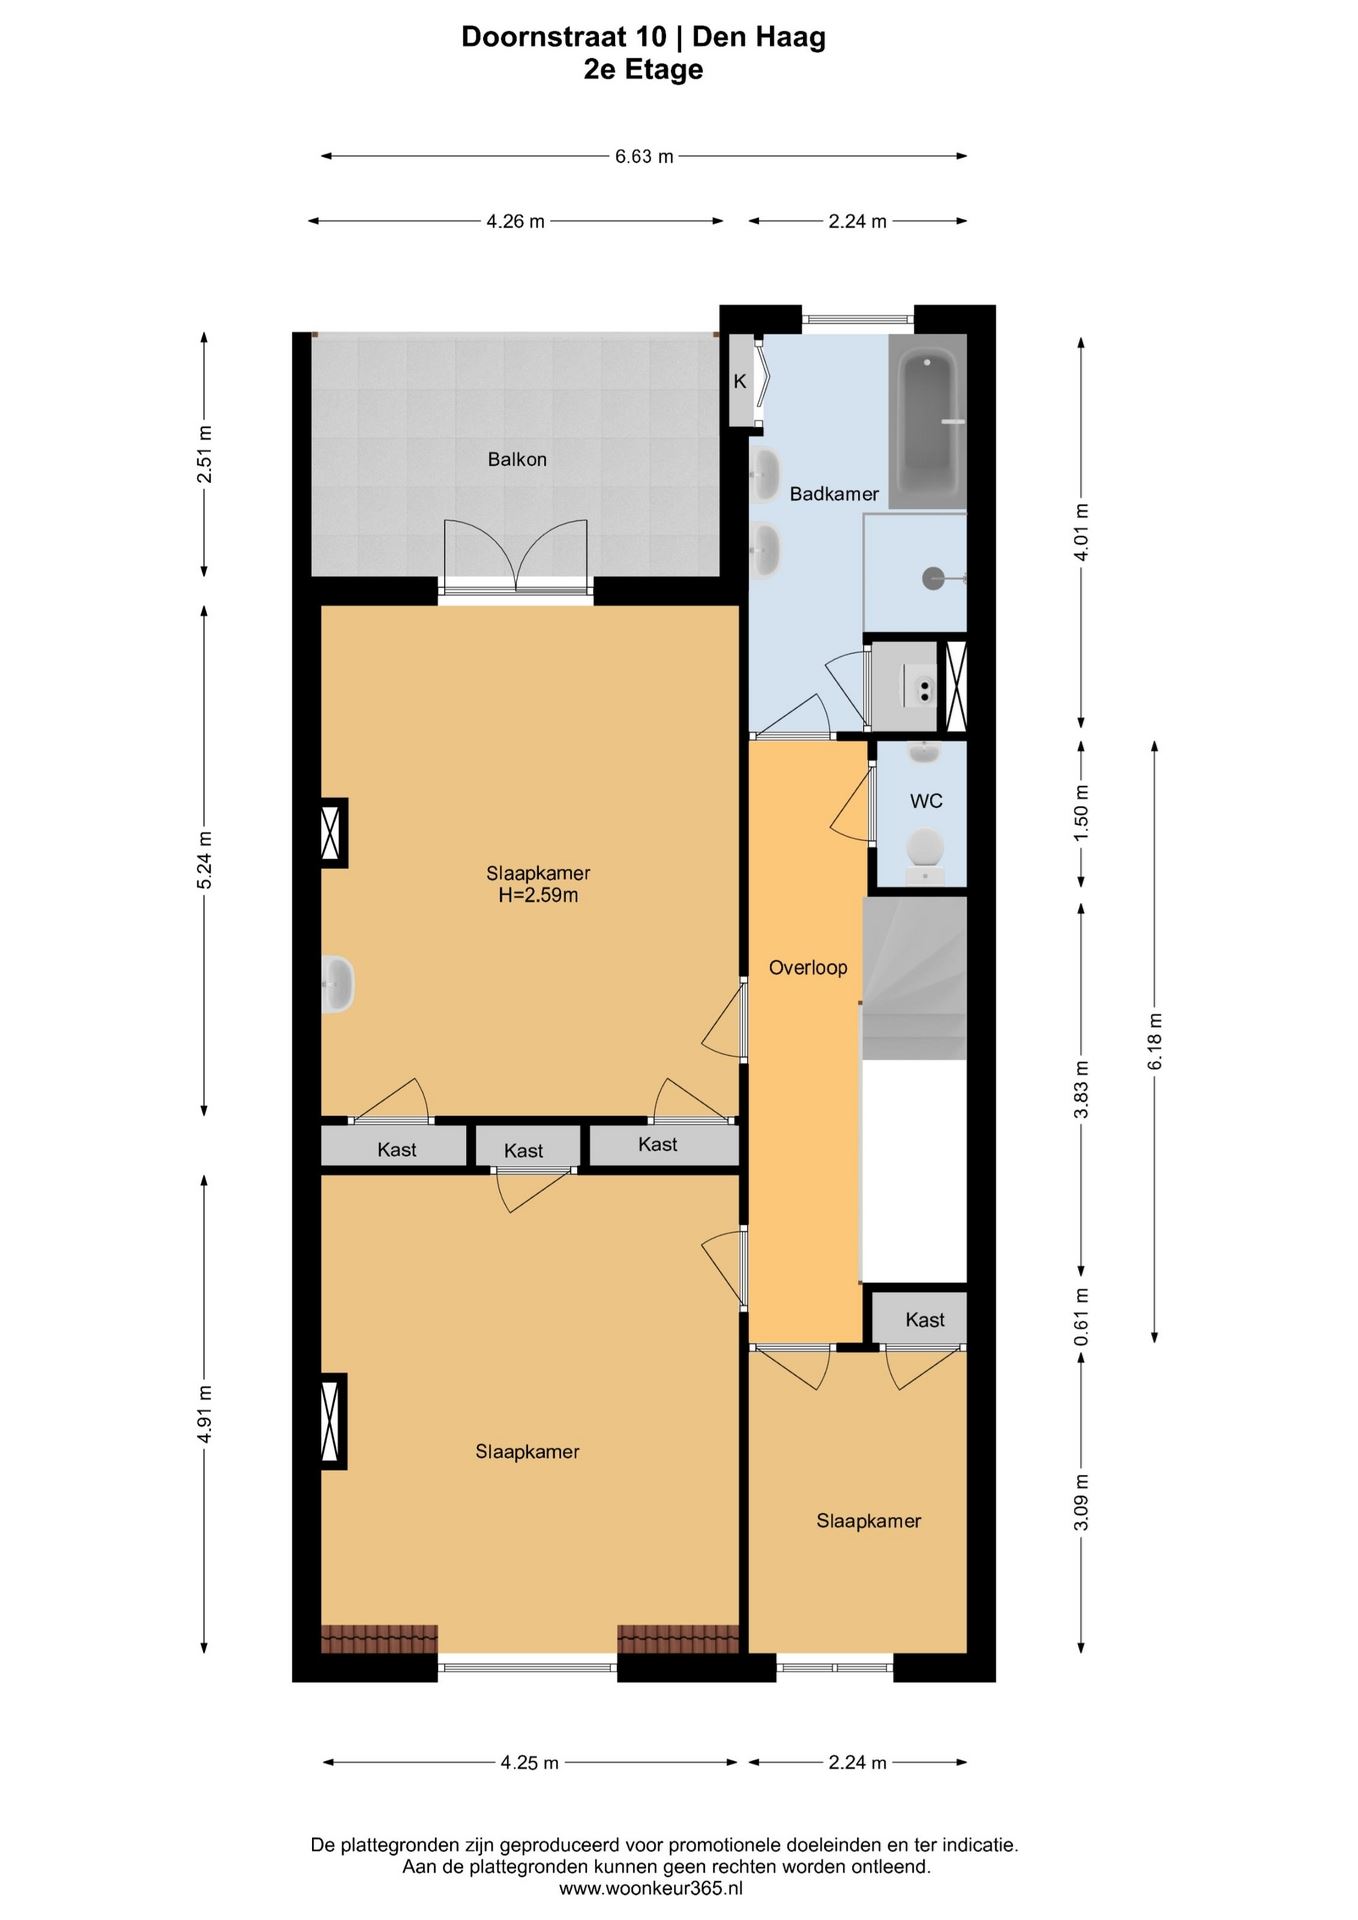 Doornstraat 10 | Den Haag
2e Etage
6.63 m
4.26 m
2.24 m
2.51 m
K
Balkon
Badkamer
4.01 m
WC
1.50 m
5.24 m
Slaapkamer
H=2.59m
Overloop
6.18 m
3.83 m
Kast
Kast
Kast
Kast
0.61 m
4.91 m
Slaapkamer
Slaapkamer
3.09 m
4.25 m
2.24 m
De plattegronden zijn geproduceerd voor promotionele doeleinden en ter indicatie.
Aan de plattegronden kunnen geen rechten worden ontleend.
www.woonkeur365.nl